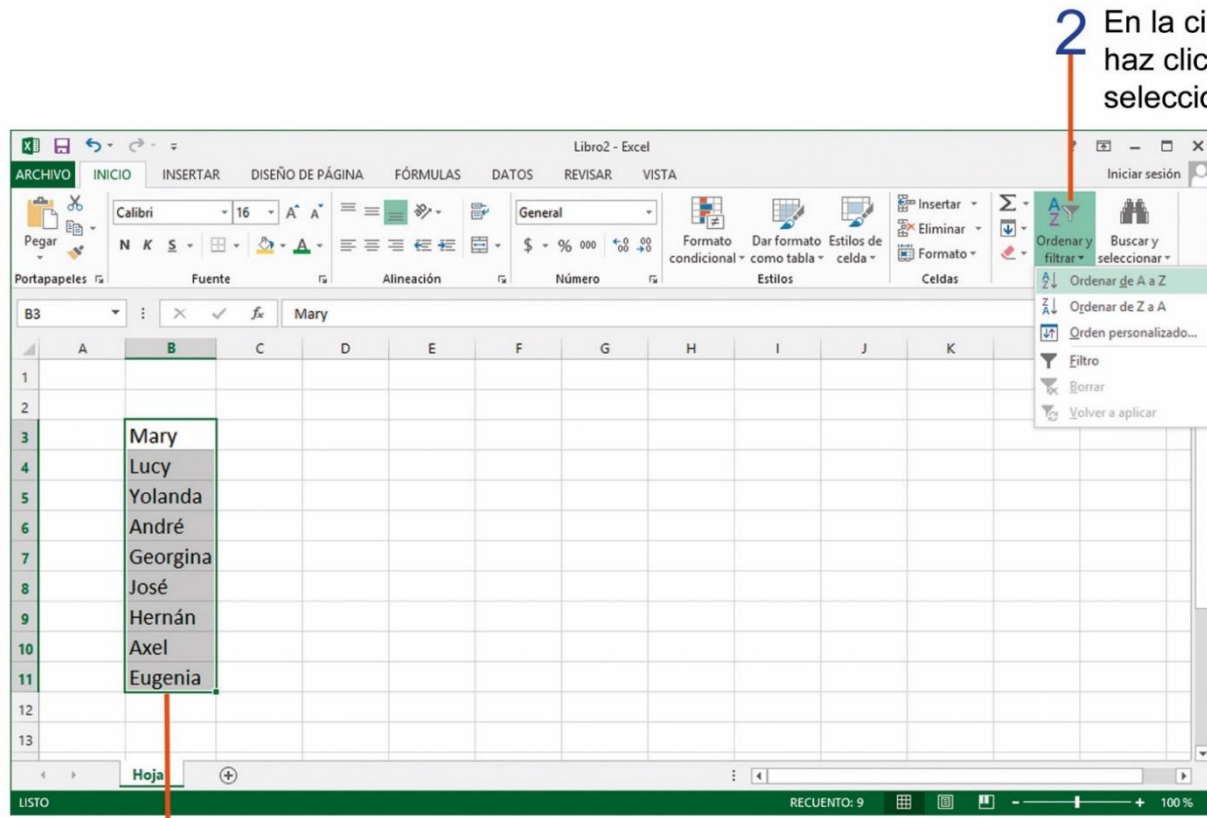 2
En la
haz clic
Libro2 - Excel
ARCHIVO INICIO INSERTAR DISEÑO DE PÁGINA FÓRMULAS DATOS REVISAR VISTA Iniciar sesión
Pegar
Calibri 16
General
N K S
$ % 000
Formato condicional
Dar formato como tabla
Estilos de celda
Insertar
Eliminar
Formato
Ordenar y filtrar
Buscar y seleccionar
Portapapeles Fuente Alineación Número Estilos Celdas
Ordenar de A a Z
Ordenar de Z a A
Orden personalizado...
Filtro
Borrar
Volver a aplicar
B3 fx Mary
A B C D E F G H I J K
1
2
3 Mary
4 Lucy
5 Yolanda
6 André
7 Georgina
8 José
9 Hernán
10 Axel
11 Eugenia
12
13
LISTO RECUENTO: 9 100 %